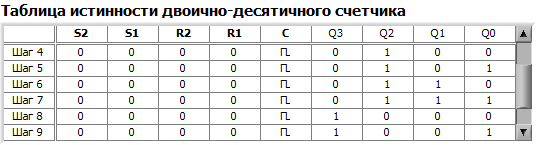 Таблица истинности двоично-десятичного счетчика
S2 S1 R2 R1 C Q3 Q2 Q1 Q0
Шаг 4 0 0 0 0 0 1 0 0
Шаг 5 0 0 0 0 0 1 0 1
Шаг 6 0 0 0 0 0 1 1 0
Шаг 7 0 0 0 0 0 1 1 1
Шаг 8 0 0 0 0 1 0 0 0
Шаг 9 0 0 0 0 1 0 0 1